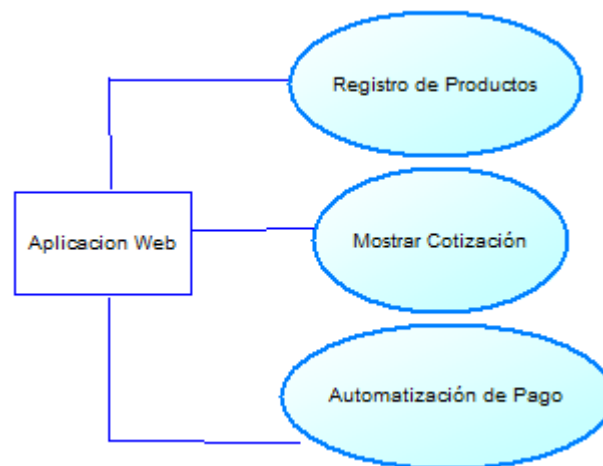 Registro de Productos
Aplicacion Web
Mostrar Cotización
Automatización de Pago